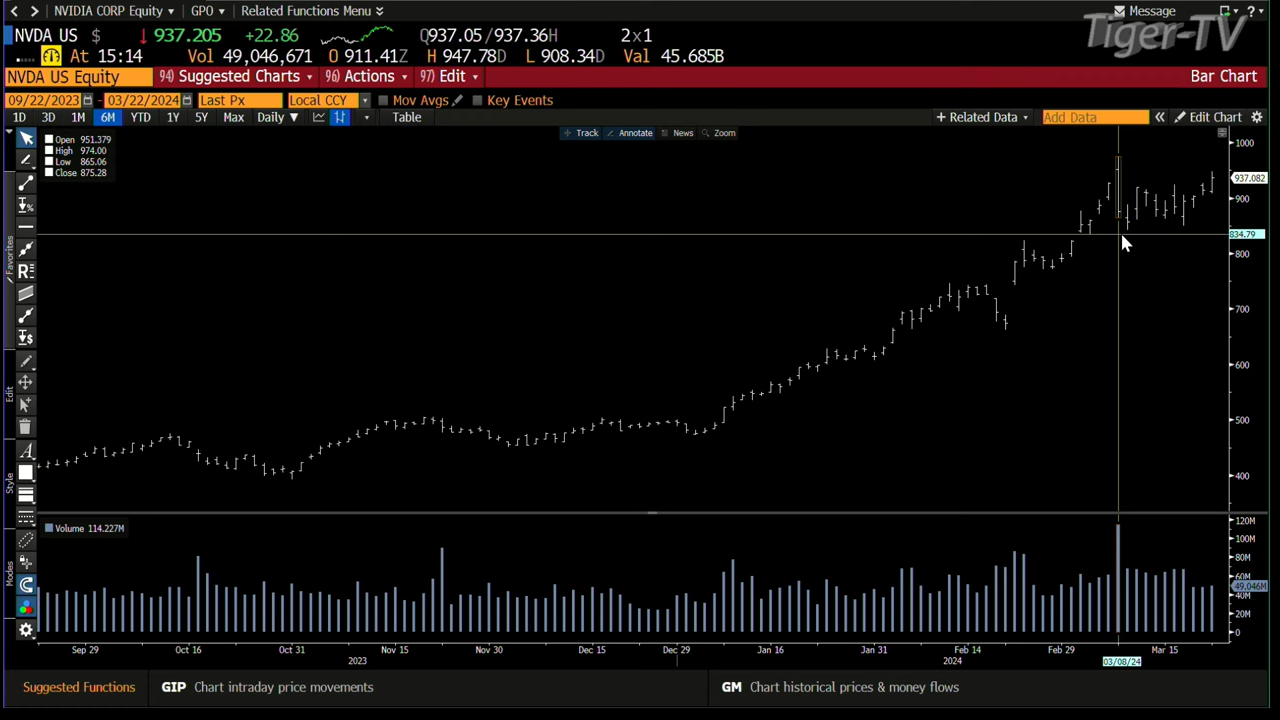 NVIDIA CORP Equity GPO Related Functions Menu Message
Tiger-TV
NVDA US $ 937.205 +22.86 Q937.05/937.36H 2x1
At 15:14 Vol 49,046,671 O 911.41Z H 947.78D L 908.34D Val 45.685B
NVDA US Equity 94) Suggested Charts 96) Actions 97) Edit Bar Chart
09/22/2023 - 03/22/2024 Last Px Local CCY Mov Avgs Key Events
1D 3D 1M 6M YTD 1Y 5Y Max Daily ▼ Table + Related Data Add Data « Edit Chart
Track Annotate News Zoom
Open 951.379
High 974.00
Low 865.06
Close 875.28
1000
937.082
900
834.79
800
700
600
500
400
Favorites
Edit
Style
Modes
Volume 114.227M
120M
100M
80M
60M
49.046M
40M
20M
0
Sep 29 Oct 16 Oct 31 Nov 15 Nov 30 Dec 15 Dec 29 Jan 16 Jan 31 Feb 14 Feb 29 Mar 15
2023 2024 03/08/24
Suggested Functions GIP Chart intraday price movements GM Chart historical prices & money flows